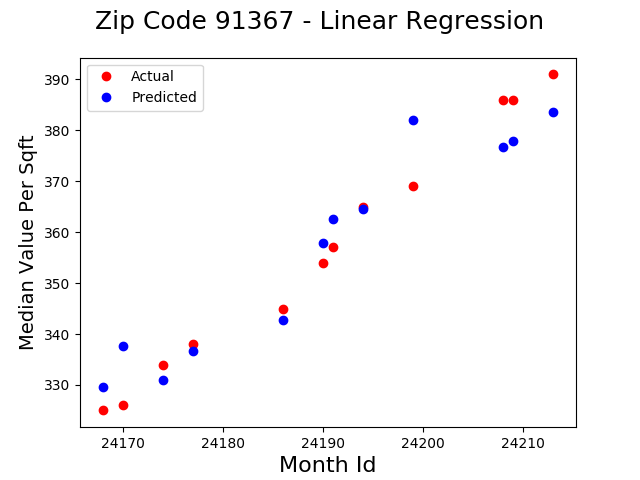 Zip Code 91367 - Linear Regression
Actual
Predicted
Median Value Per Sqft
390
380
370
360
350
340
330
24170
24180
24190
24200
24210
Month Id